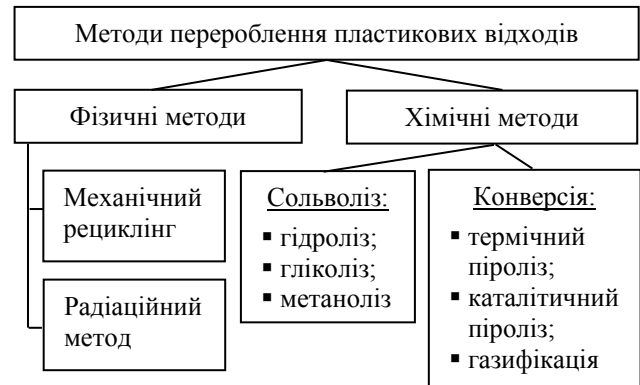 Методи перероблення пластикових відходів
Фізичні методи
Хімічні методи
Механічний
рециклінг
Радіаційний
метод
Сольволіз:
▪ гідроліз;
▪ гліколіз;
▪ метаноліз
Конверсія:
▪ термічний
піроліз;
▪ каталітичний
піроліз;
▪ газифікація